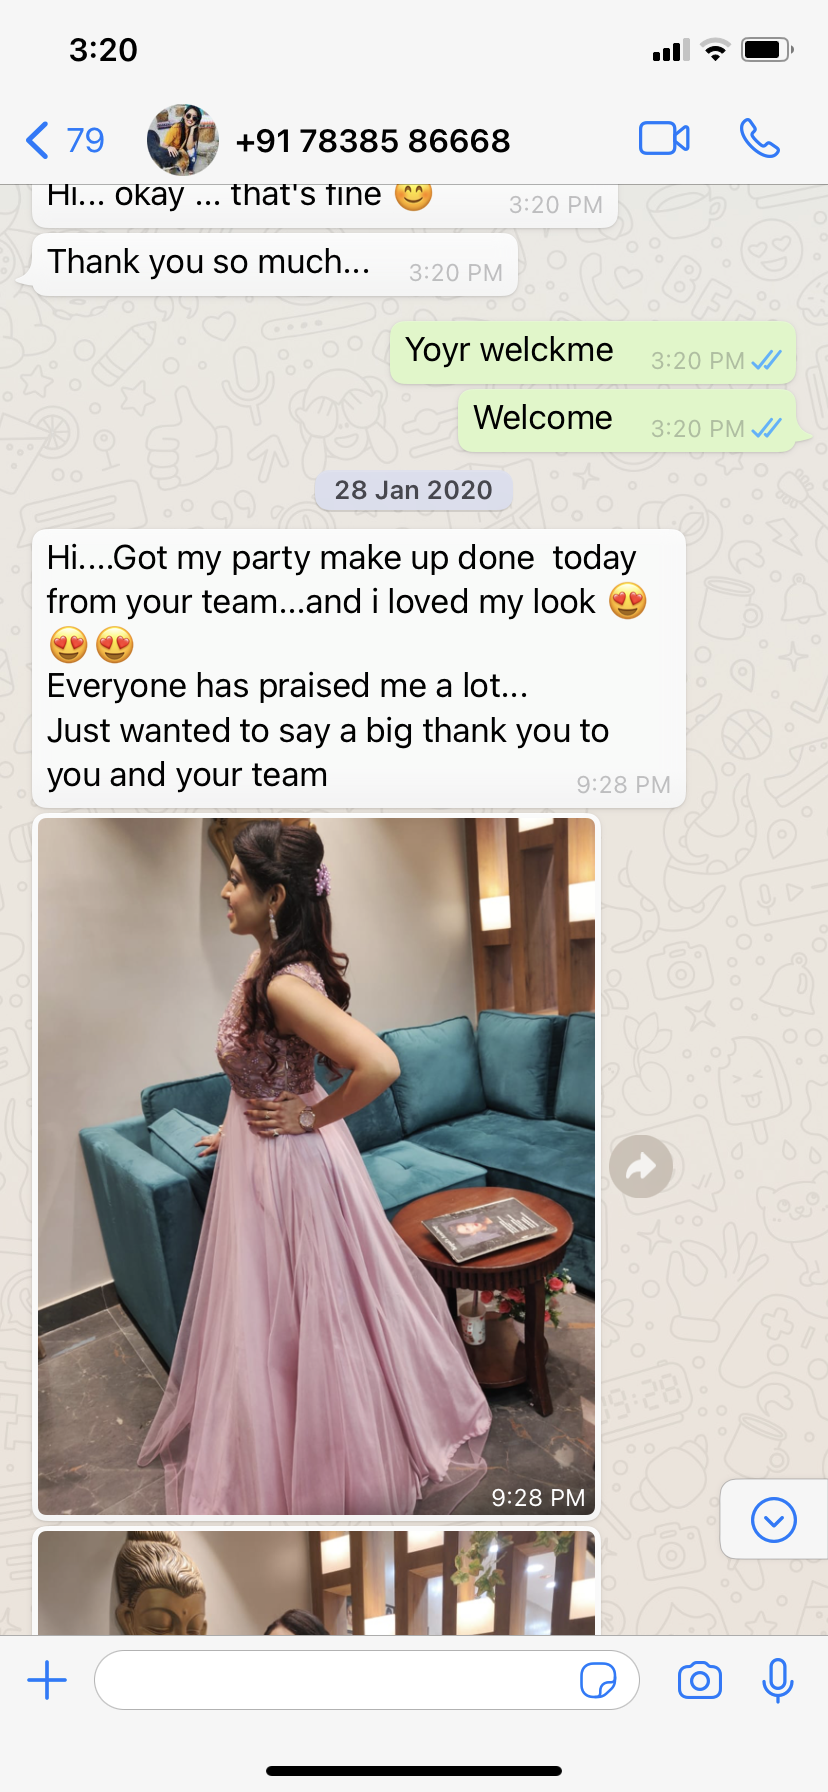 3:20
79
+91 78385 86668
Hi... okay ... that's fine 😊 3:20 PM
Thank you so much... 3:20 PM
Yoyr welckme 3:20 PM
Welcome 3:20 PM
28 Jan 2020
Hi....Got my party make up done today
from your team...and i loved my look 😍
😍😍
Everyone has praised me a lot...
Just wanted to say a big thank you to
you and your team 9:28 PM
9:28 PM